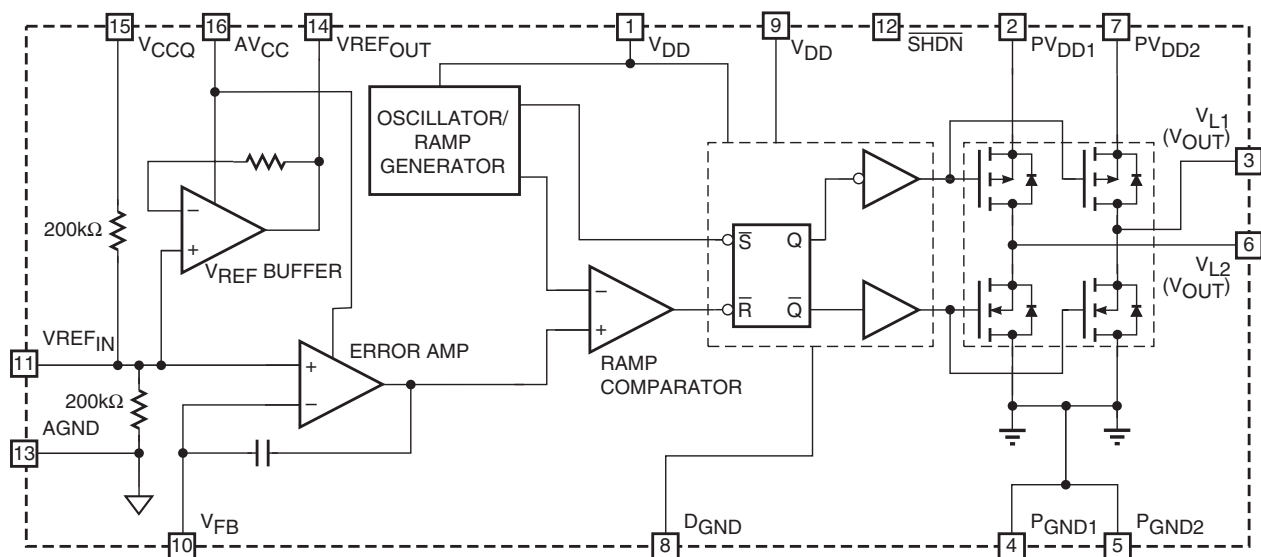 15 16 14 1 9 12 2 7
VCCQ AVCC VREFOUT VDD VDD SHDN PVDD1 PVDD2
OSCILLATOR/
RAMP
GENERATOR
VL1
(VOUT)
3
200kΩ
−
+
VREF BUFFER
S Q
R Q
6
VL2
(VOUT)
−
+
RAMP
COMPARATOR
VREFIN
11
ERROR AMP
+
−
200kΩ
AGND
13
VFB
10
DGND
8
PGND1
4
PGND2
5